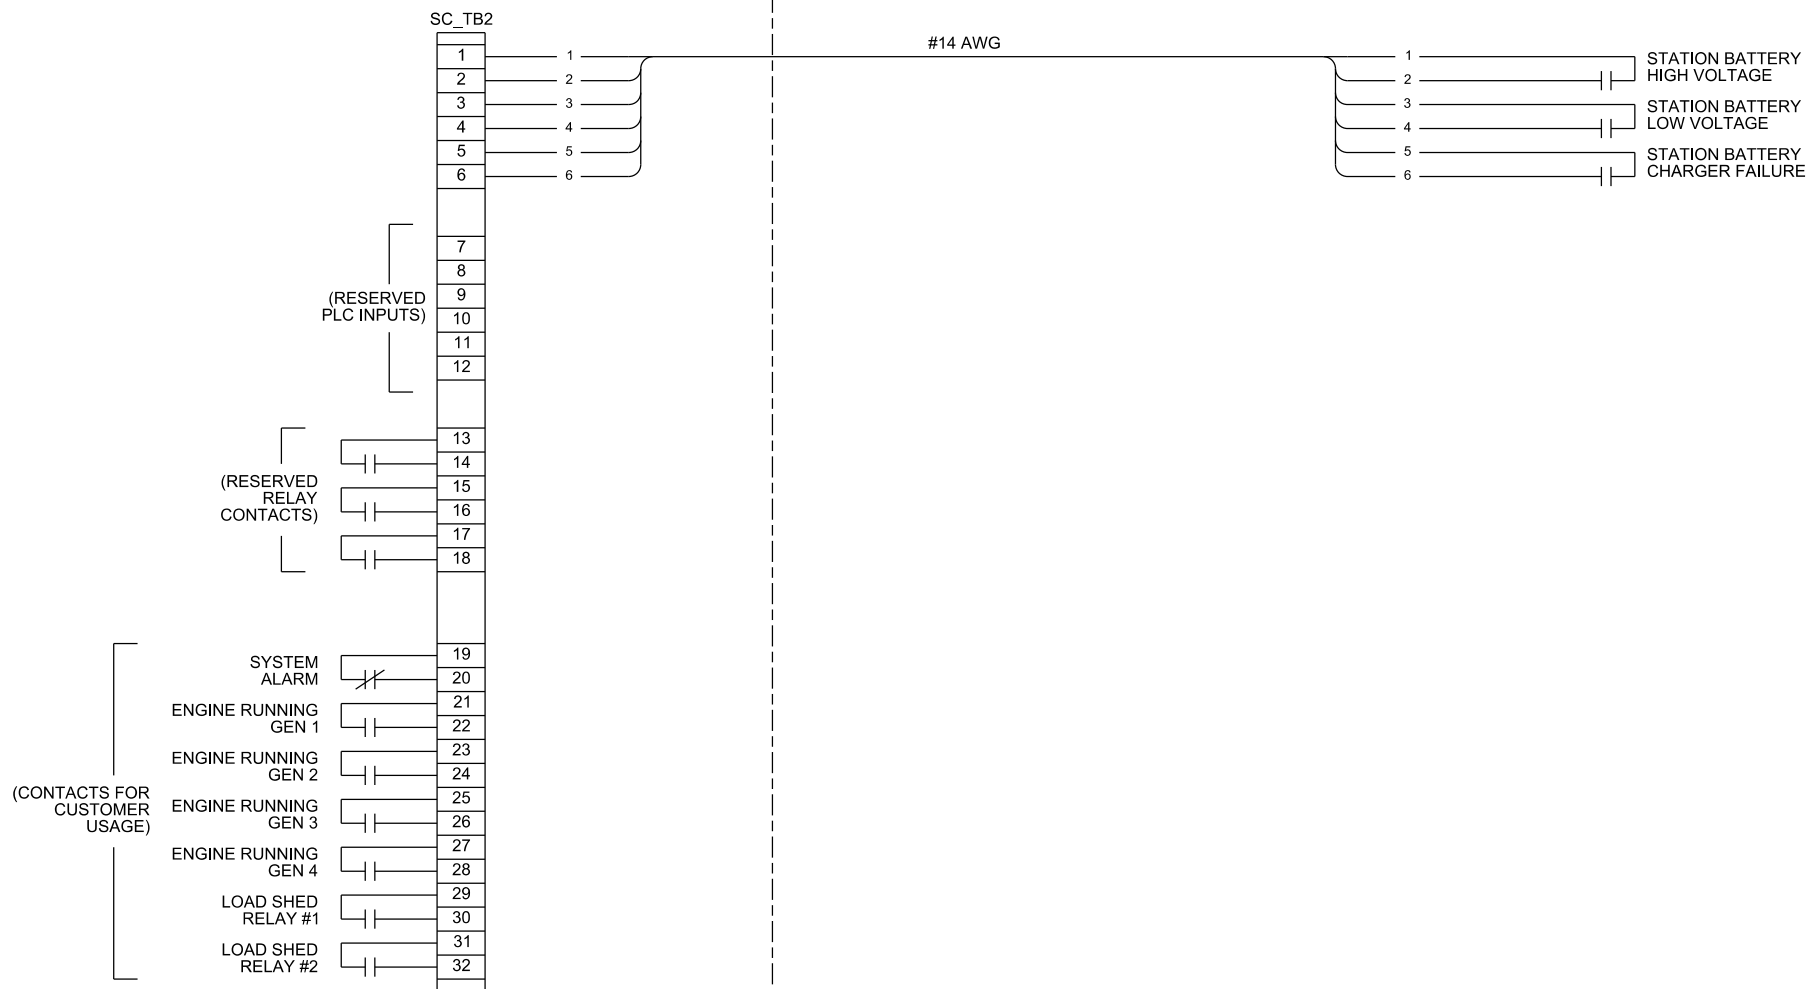 SC_TB2
#14 AWG
1 1 1 STATION BATTERY
2 2 2 HIGH VOLTAGE
3 3 3 STATION BATTERY
4 4 4 LOW VOLTAGE
5 5 5 STATION BATTERY
6 6 6 CHARGER FAILURE
7
8
9
(RESERVED
PLC INPUTS)
10
11
12
13
14
(RESERVED
RELAY
CONTACTS)
15
16
17
18
19
SYSTEM
ALARM
20
21
ENGINE RUNNING
GEN 1
22
23
ENGINE RUNNING
GEN 2
24
(CONTACTS FOR
CUSTOMER
USAGE)
25
ENGINE RUNNING
GEN 3
26
27
ENGINE RUNNING
GEN 4
28
29
LOAD SHED
RELAY #1
30
31
LOAD SHED
RELAY #2
32